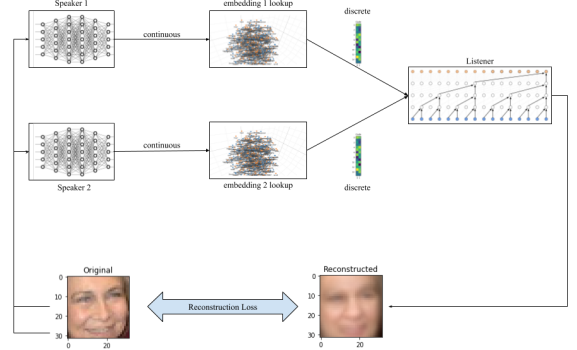 Speaker 1
embedding 1 lookup
discrete
continuous
Listener
continuous
Speaker 2
embedding 2 lookup
discrete
Original
Reconstructed
0
10
20
30
0
20
Reconstruction Loss
0
10
20
30
0
20